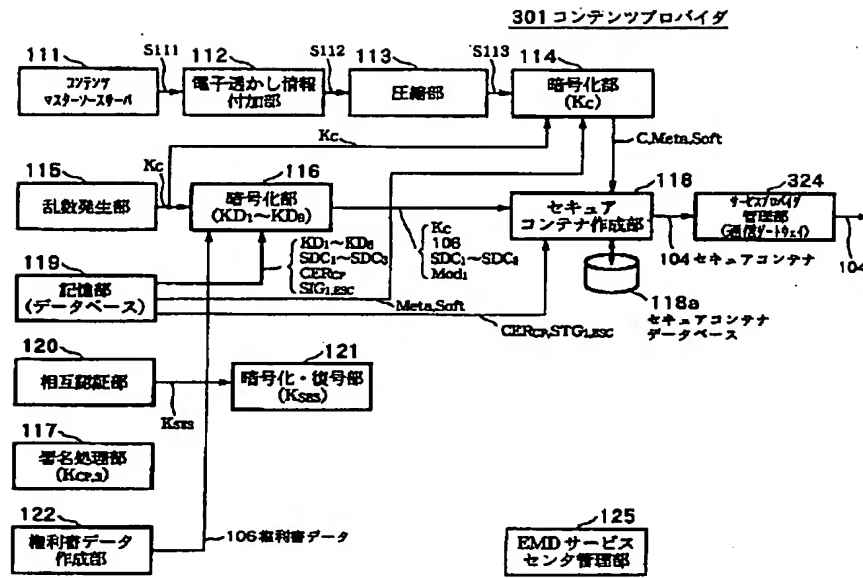 301 コンテンツプロバイダ
111
S111
112
S112
113
S113
114
コンテンツ
マスターソースサーバ
電子透かし情報
付加部
圧縮部
暗号化部
(Kc)
Kc
C,Meta,Soft
115
Kc
116
118
324
乱数発生部
暗号化部
(KD1～KD8)
セキュア
コンテナ作成部
サービスプロバイダ
管理部
(通信ゲートウェイ)
104
104 セキュアコンテナ
KD1～KD8
SDC1～SDC3
CERCP
SIG1,ESC
Kc
106
SDC1～SDC3
Mod1
119
記憶部
(データベース)
Meta,Soft
CERCP,STG1,ESC
118a
セキュアコンテナ
データベース
120
相互認証部
KSES
121
暗号化・復号部
(KSES)
117
署名処理部
(KCP,S)
122
権利書データ
作成部
106権利書データ
125
EMD サービス
センタ管理部